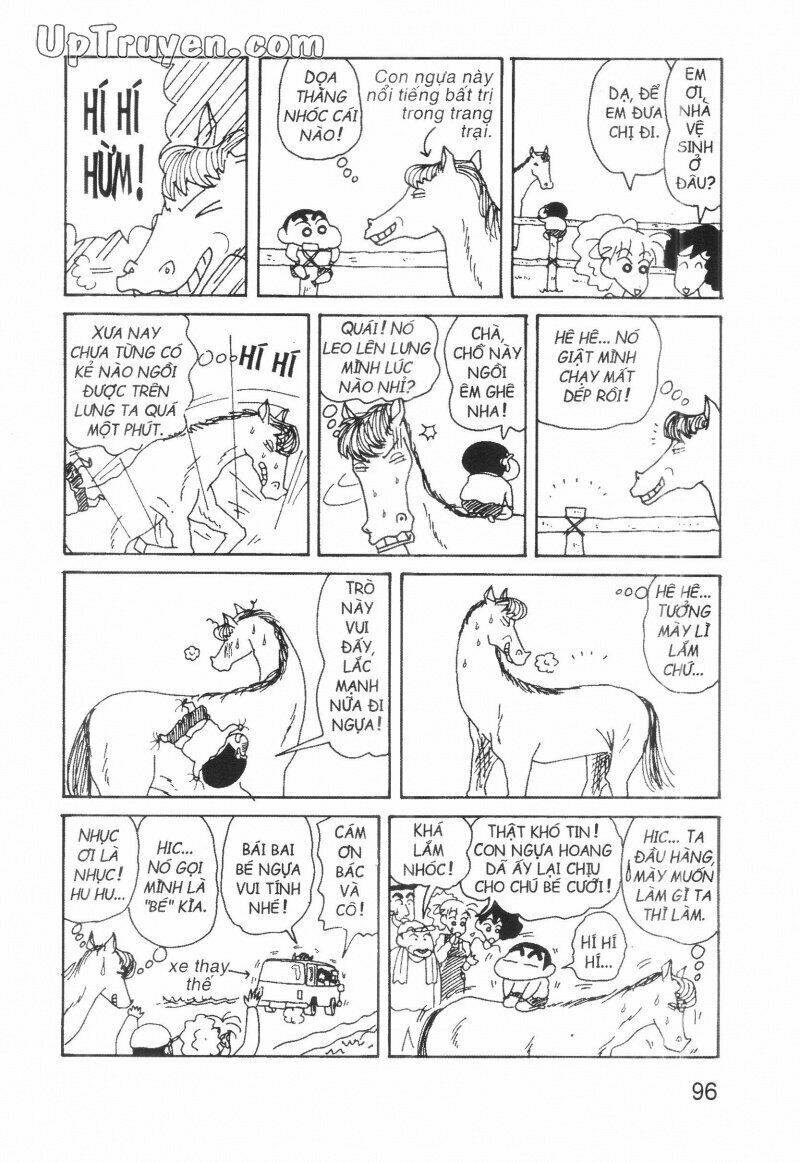 UpTruyen.com
EM
ƠI,
NHÀ
VỆ
SINH
Ở
ĐÂU?
DẠ, ĐỂ
EM ĐƯA
CHỊ ĐI.
Con ngựa này
nổi tiếng bất trị
trong trang
trại.
DỌA
THẰNG
NHÓC CÁI
NÀO!
HÍ HÍ
HỪM!
HÊ HÊ... NÓ
GIẬT MÌNH
CHẠY MẤT
DÉP RỒI!
CHÀ,
CHỖ NÀY
NGỒI
ÊM GHÊ
NHA!
QUÁI! NÓ
LEO LÊN LƯNG
MÌNH LÚC
NÀO NHỈ?
HÍ HÍ
XƯA NAY
CHƯA TỪNG CÓ
KẺ NÀO NGỒI
ĐƯỢC TRÊN
LƯNG TA QUÁ
MỘT PHÚT.
HÊ HÊ...
TƯỞNG
MÀY LÌ
LẮM
CHỨ...
TRÒ
NÀY
VUI
ĐẤY,
LẮC
MẠNH
NỮA ĐI
NGỰA!
HIC... TA
ĐẦU HÀNG,
MÀY MUỐN
LÀM GÌ TA
THÌ LÀM.
THẬT KHÓ TIN!
CON NGỰA HOANG
DÃ ẤY LẠI CHỊU
CHO CHÚ BÉ CƯỠI!
KHÁ
LẮM
NHÓC!
HÍ HÍ
HÍ...
CÁM
ƠN
BÁC
VÀ
CÔ!
BÁI BAI
BÉ NGỰA
VUI TÍNH
NHÉ!
xe thay
thế
HIC...
NÓ GỌI
MÌNH LÀ
"BÉ" KÌA.
NHỤC
ƠI LÀ
NHỤC!
HU HU...
96